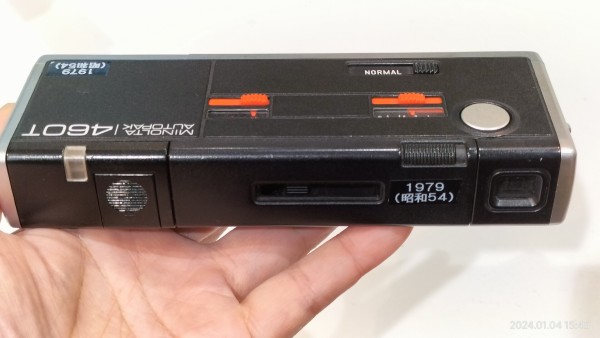 1979
(昭和54)
MINOLTA
AUTOPAK
460T
NORMAL
1979
(昭和54)
2024.01.04